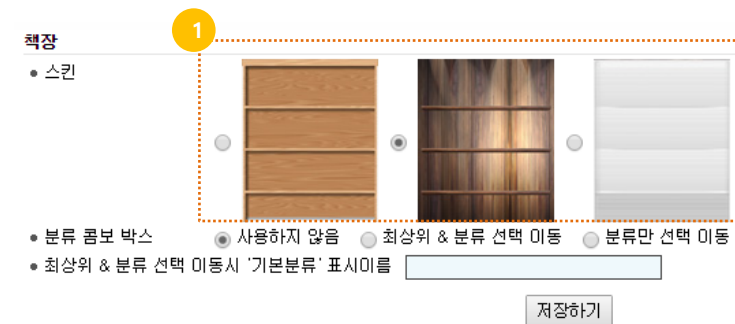 1
책장
● 스킨
● 분류 콤보 박스 사용하지 않음 최상위 & 분류 선택 이동 분류만 선택 이동
● 최상위 & 분류 선택 이동시 '기본분류' 표시이름
저장하기